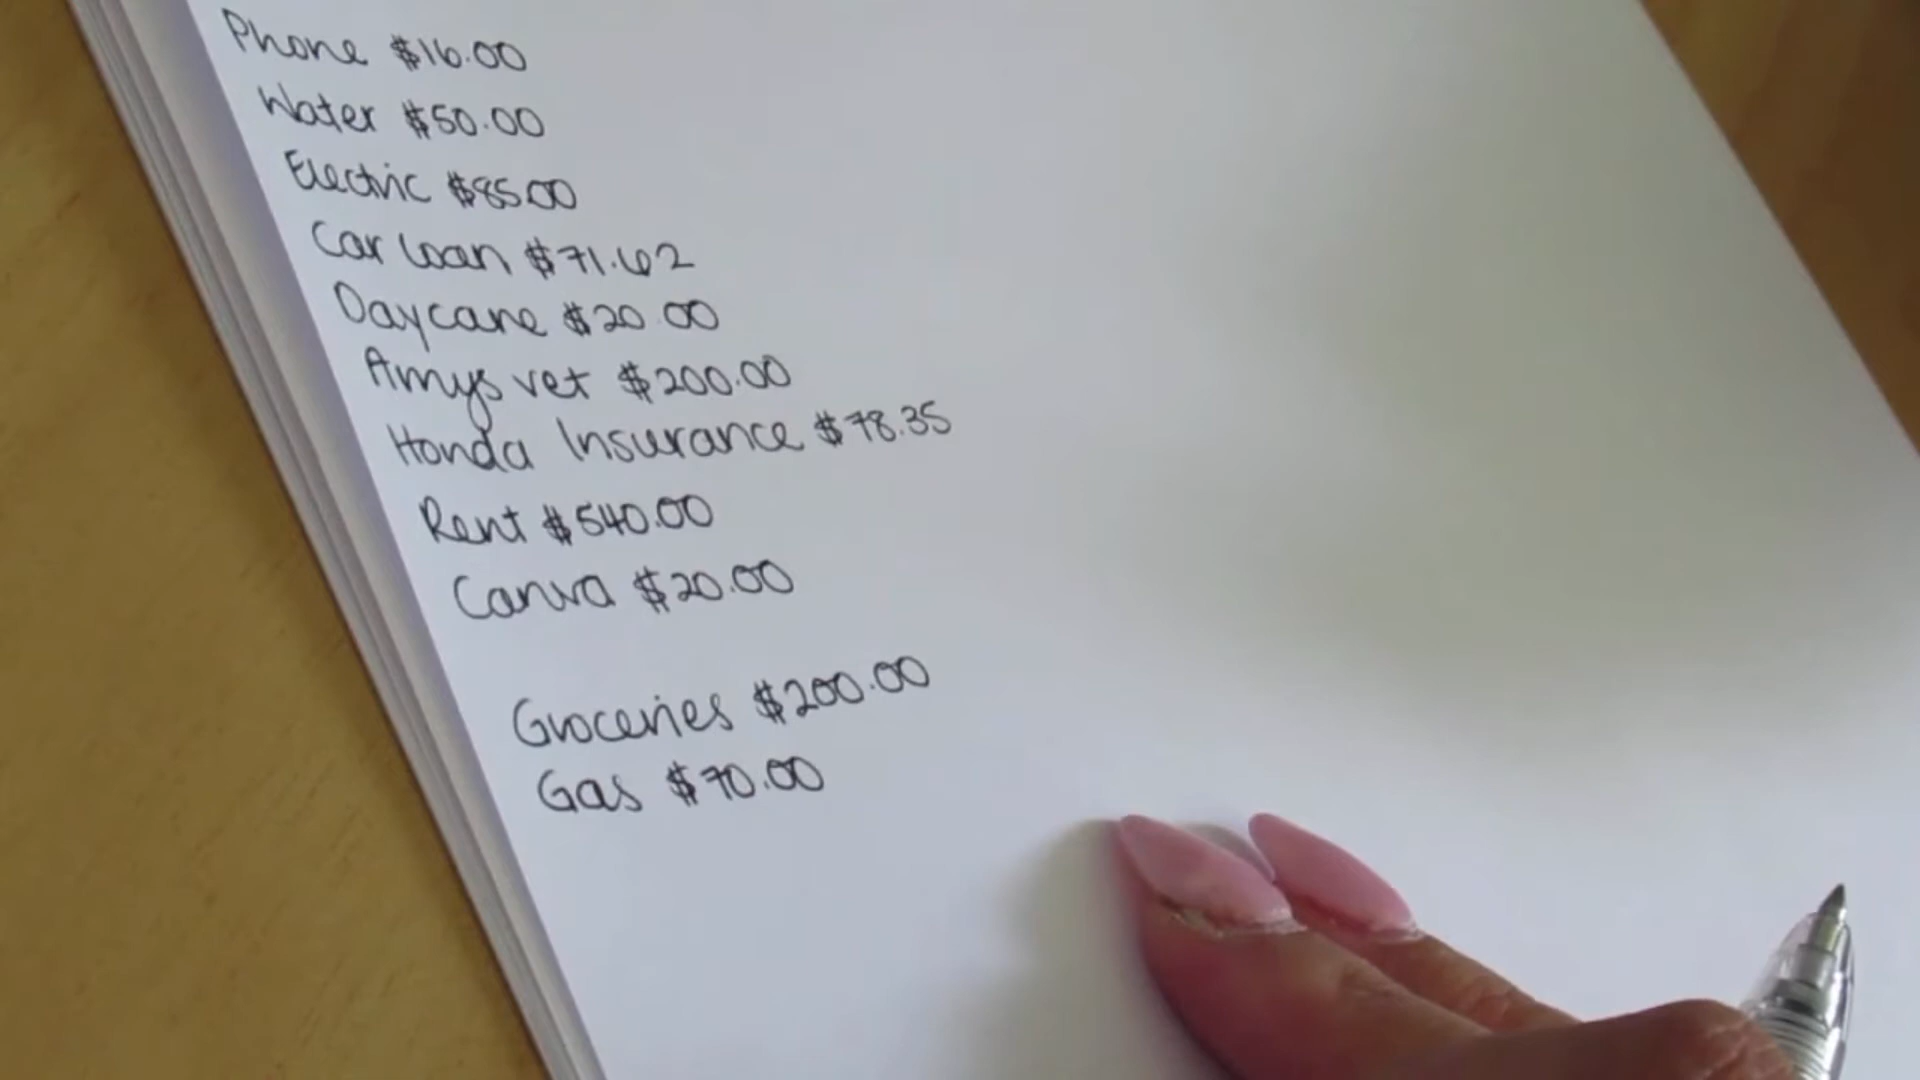 Phone $16.00
Water $50.00
Electric $85.00
Car loan $71.62
Daycare $20.00
Amys vet $200.00
Honda Insurance $78.35
Rent $540.00
Canva $20.00
Groceries $200.00
Gas $70.00